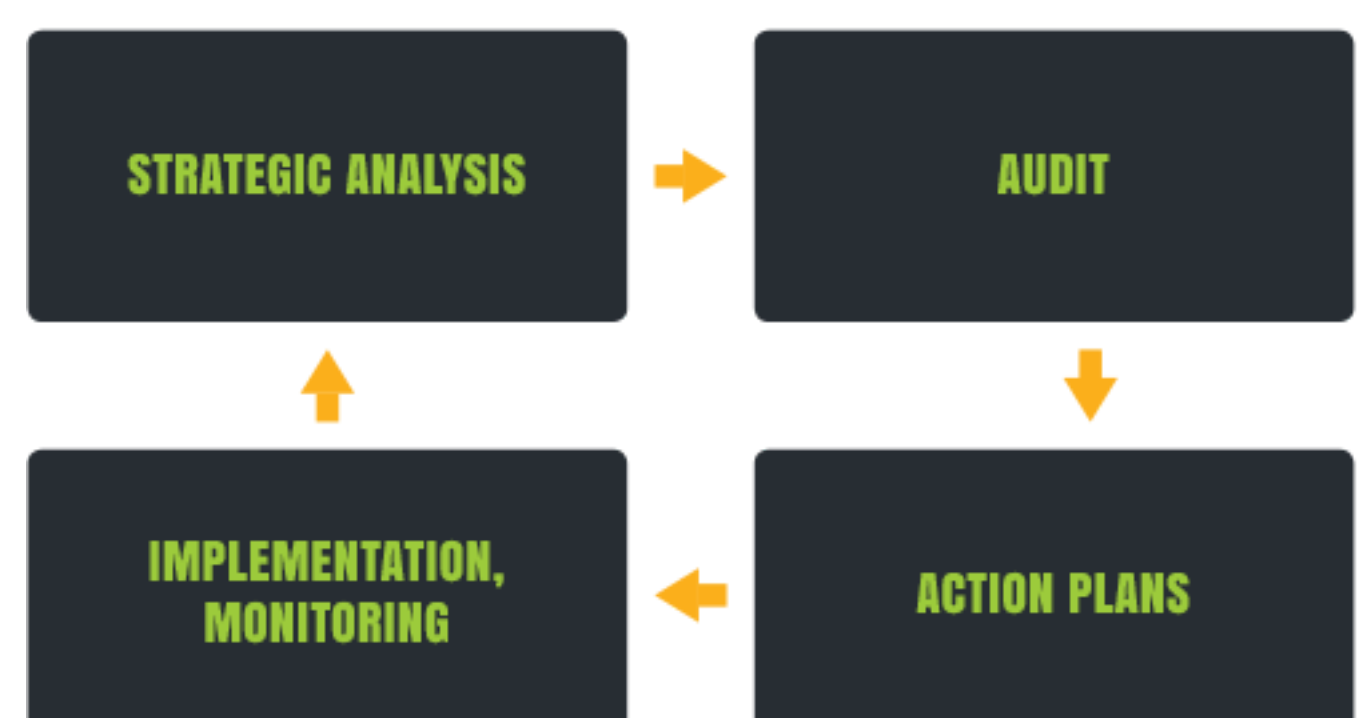 STRATEGIC ANALYSIS
AUDIT
IMPLEMENTATION,
MONITORING
ACTION PLANS